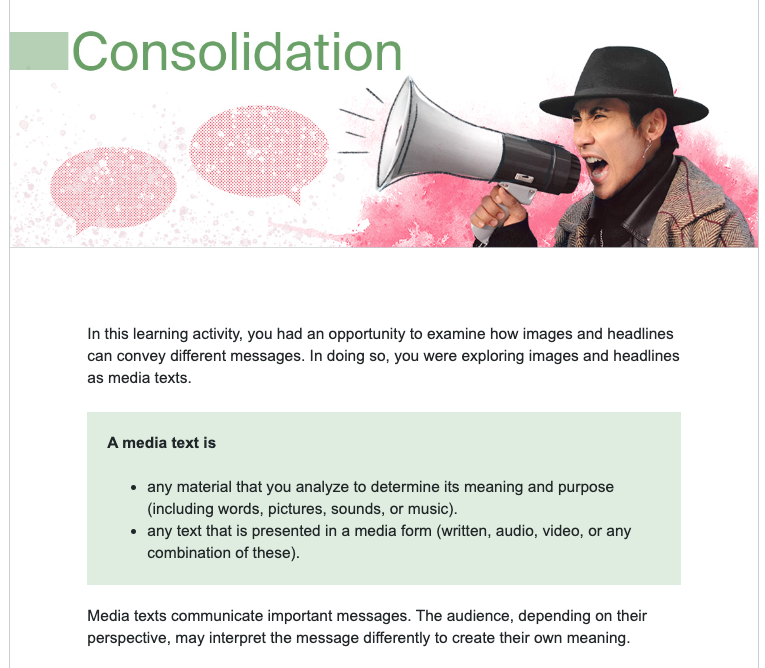 Consolidation
In this learning activity, you had an opportunity to examine how images and headlines
can convey different messages. In doing so, you were exploring images and headlines
as media texts.
A media text is
• any material that you analyze to determine its meaning and purpose
(including words, pictures, sounds, or music).
• any text that is presented in a media form (written, audio, video, or any
combination of these).
Media texts communicate important messages. The audience, depending on their
perspective, may interpret the message differently to create their own meaning.